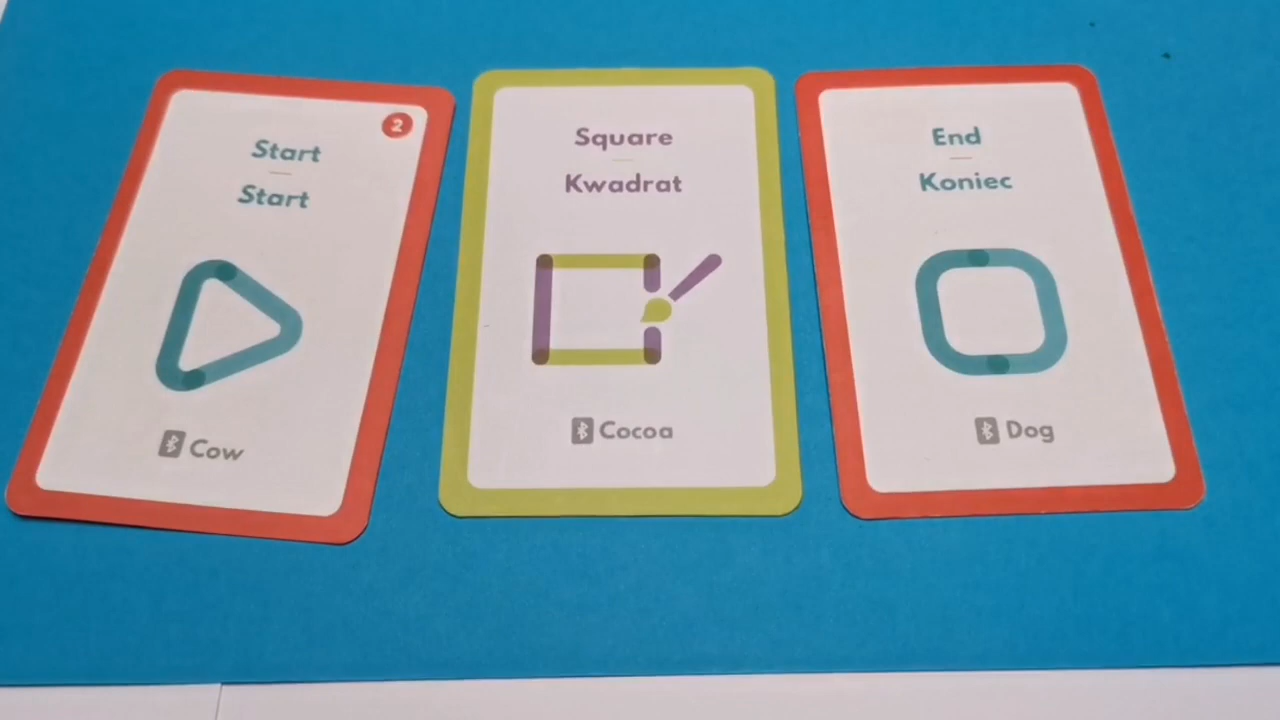 2
Start
Start
Cow
Square
Kwadrat
Cocoa
End
Koniec
Dog